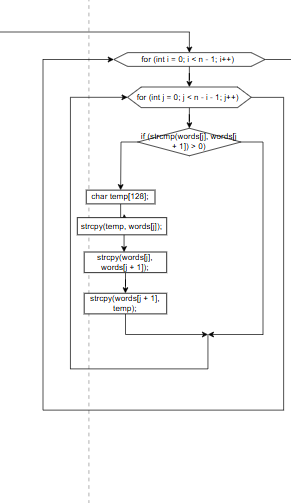 for (int i = 0; i < n - 1; i++)
for (int j = 0; j < n - i - 1; j++)
if (strcmp(words[j], words[j
+ 1]) > 0)
char temp[128];
strcpy(temp, words[j]);
strcpy(words[j],
words[j + 1]);
strcpy(words[j + 1],
temp);